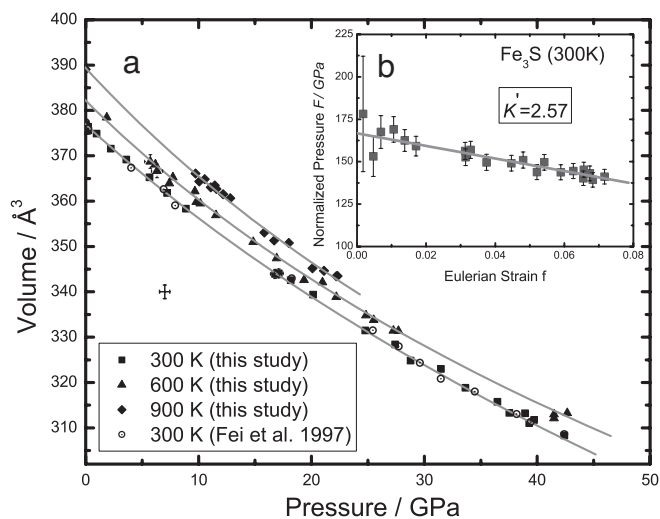 a
b
Fe₃S (300K)
K'=2.57
Normalized Pressure F / GPa
225
200
175
150
125
100
0.00 0.02 0.04 0.06 0.08
Eulerian Strain f
Volume / Å³
400
390
380
370
360
350
340
330
320
310
300 K (this study)
600 K (this study)
900 K (this study)
300 K (Fei et al. 1997)
0 10 20 30 40 50
Pressure / GPa